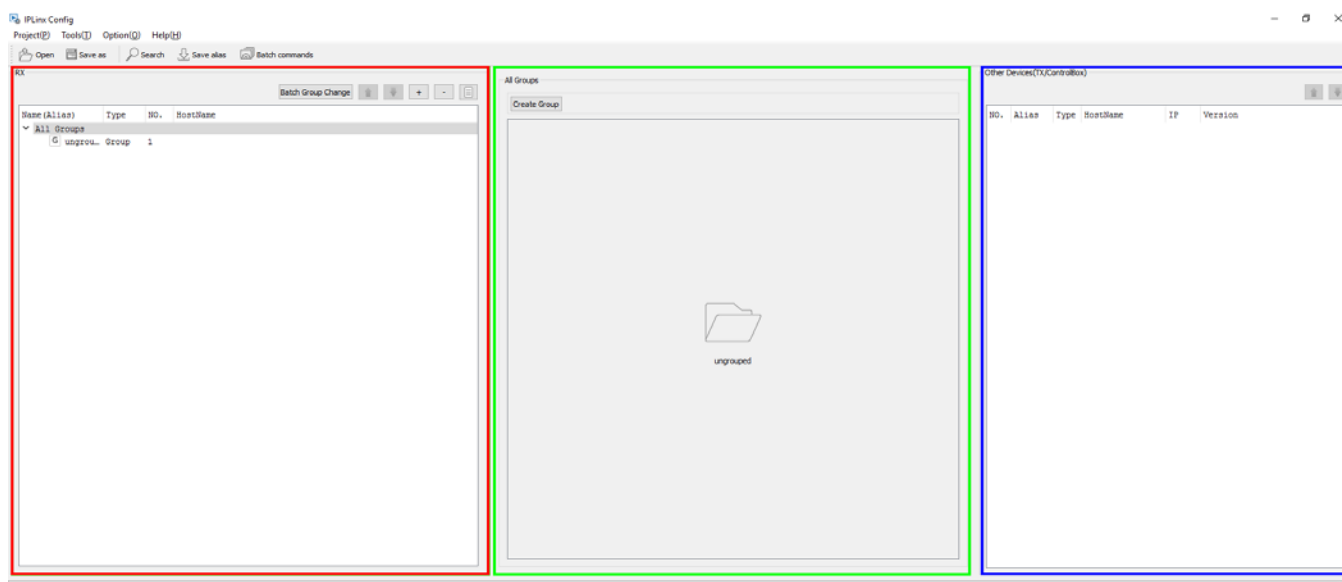 IPLinx Config
Project(P) Tools(T) Option(O) Help(H)
Open Save as Search Save alias Batch commands
RX
Batch Group Change + -
Name(Alias) Type NO. HostName
All Groups
G ungrou… Group 1
All Groups
Create Group
ungrouped
Other Devices(TX/ControlBox)
NO. Alias Type HostName IP Version